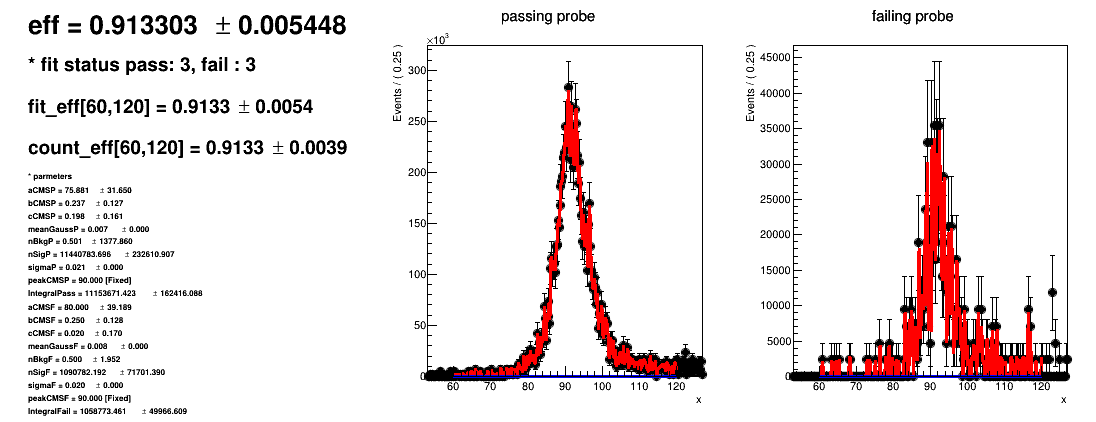 eff = 0.913303 ± 0.005448
* fit status pass: 3, fail : 3
fit_eff[60,120] = 0.9133 ± 0.0054
count_eff[60,120] = 0.9133 ± 0.0039
* parmeters
aCMSP = 75.881 ± 31.650
bCMSP = 0.237 ± 0.127
cCMSP = 0.198 ± 0.161
meanGaussP = 0.007 ± 0.000
nBkgP = 0.501 ± 1377.860
nSigP = 11440783.696 ± 232610.907
sigmaP = 0.021 ± 0.000
peakCMSP = 90.000 [Fixed]
IntegralPass = 11153671.423 ± 162416.088
aCMSF = 80.000 ± 39.189
bCMSF = 0.250 ± 0.128
cCMSF = 0.020 ± 0.170
meanGaussF = 0.008 ± 0.000
nBkgF = 0.500 ± 1.952
nSigF = 1090782.192 ± 71701.390
sigmaF = 0.020 ± 0.000
peakCMSF = 90.000 [Fixed]
IntegralFail = 1058773.461 ± 49966.609
passing probe
×10³
Events / ( 0.25 )
300
250
200
150
100
50
0
60 70 80 90 100 110 120
x
failing probe
Events / ( 0.25 )
45000
40000
35000
30000
25000
20000
15000
10000
5000
0
60 70 80 90 100 110 120
x